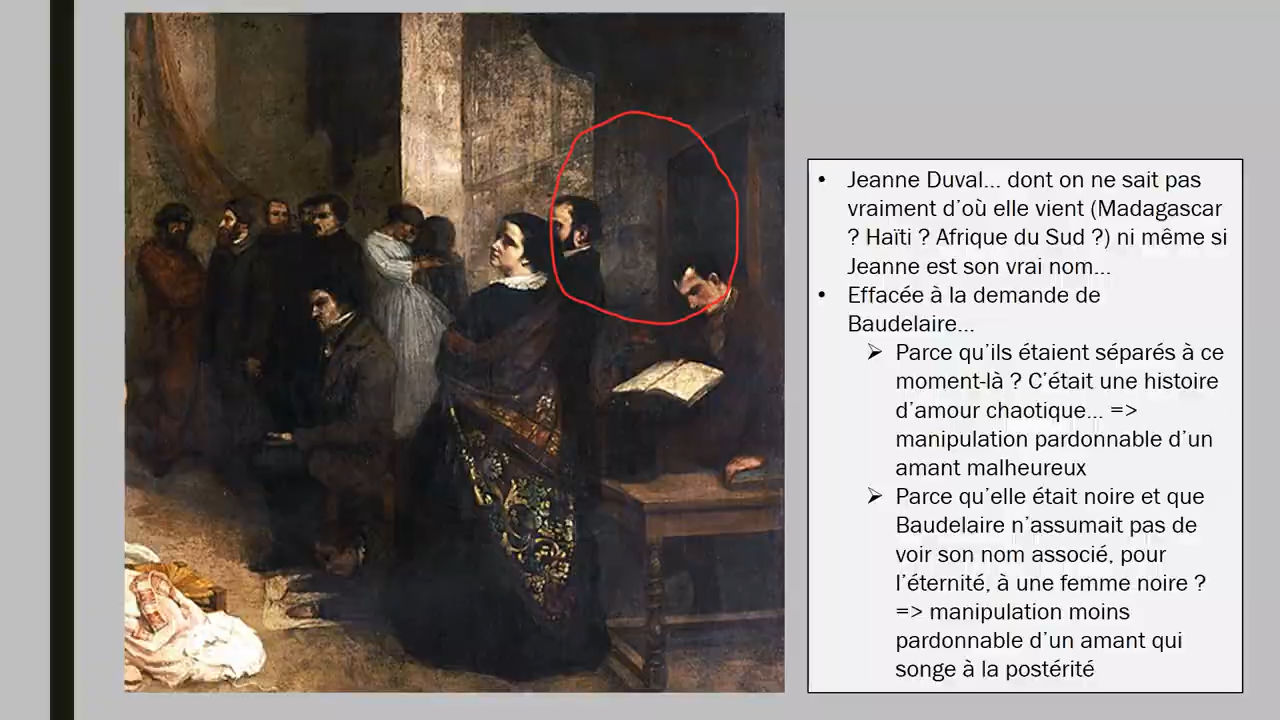 • Jeanne Duval... dont on ne sait pas
vraiment d'où elle vient (Madagascar
? Haïti ? Afrique du Sud ?) ni même si
Jeanne est son vrai nom...
• Effacée à la demande de
Baudelaire...
➢ Parce qu'ils étaient séparés à ce
moment-là ? C'était une histoire
d'amour chaotique... =>
manipulation pardonnable d'un
amant malheureux
➢ Parce qu'elle était noire et que
Baudelaire n'assumait pas de
voir son nom associé, pour
l'éternité, à une femme noire ?
=> manipulation moins
pardonnable d'un amant qui
songe à la postérité